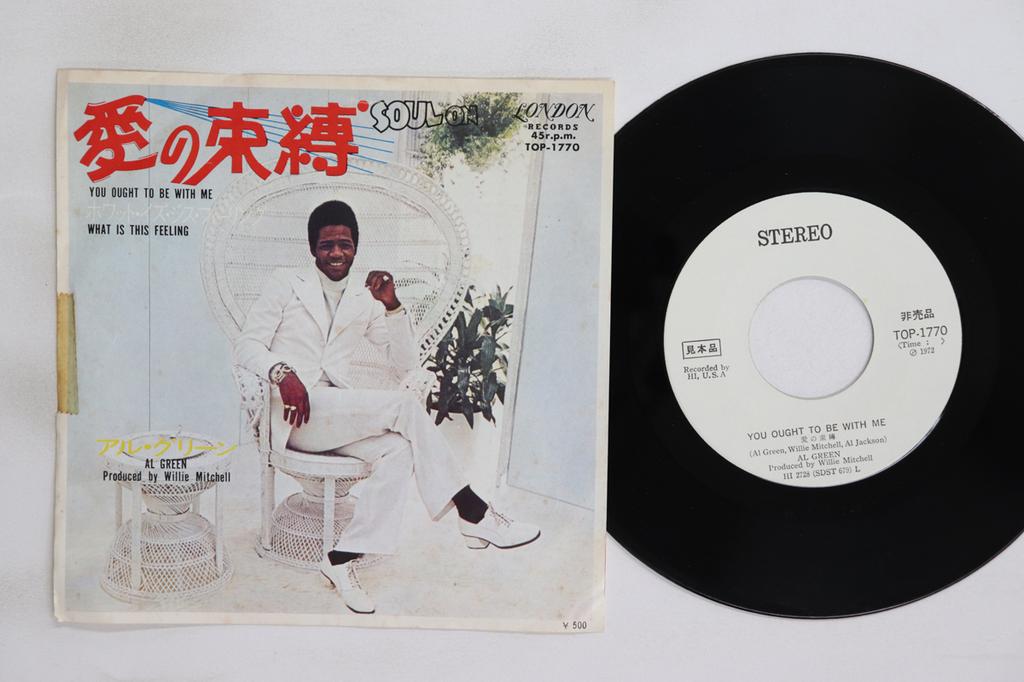 愛の束縛
SOUL ON
LONDON
RECORDS
45r.p.m.
TOP-1770
YOU OUGHT TO BE WITH ME
ホワット・イズ・ジス・フィーリング
WHAT IS THIS FEELING
アル・グリーン
AL GREEN
Produced by Willie Mitchell
¥ 500
STEREO
見本品
Recorded by
HI, U.S.A
非売品
TOP-1770
(Time : )
℗ 1972
YOU OUGHT TO BE WITH ME
愛の束縛
(Al Green, Willie Mitchell, Al Jackson)
AL GREEN
Produced by Willie Mitchell
HI 2728 (SDST 679) L